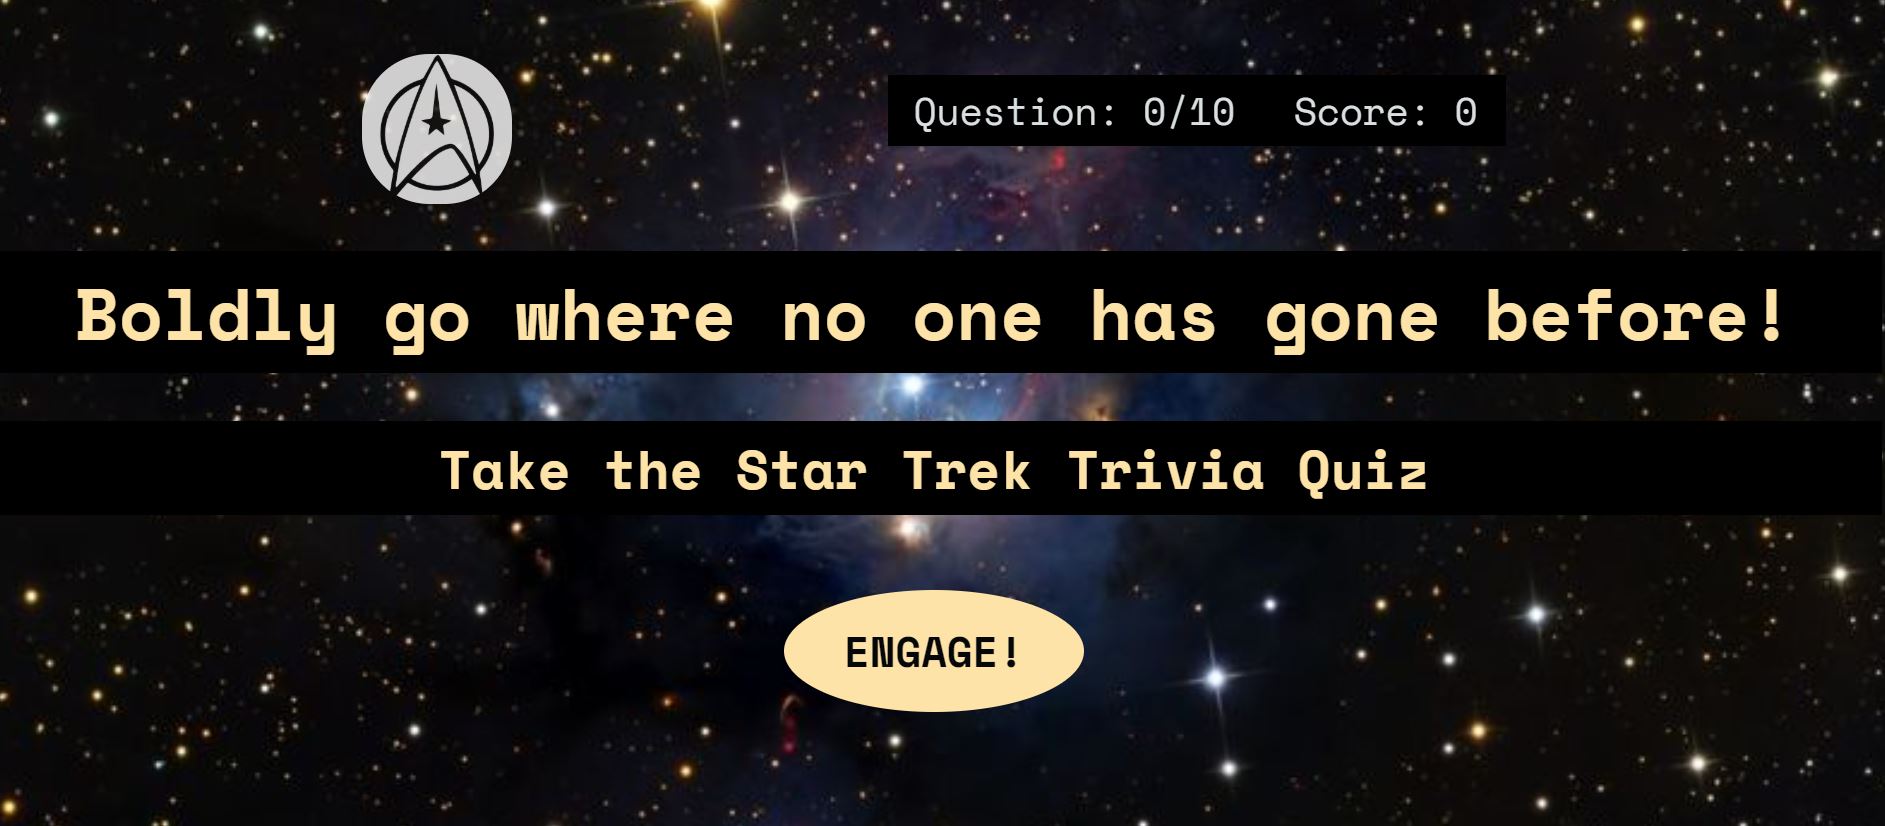 Question: 0/10 Score: 0
Boldly go where no one has gone before!
Take the Star Trek Trivia Quiz
ENGAGE!